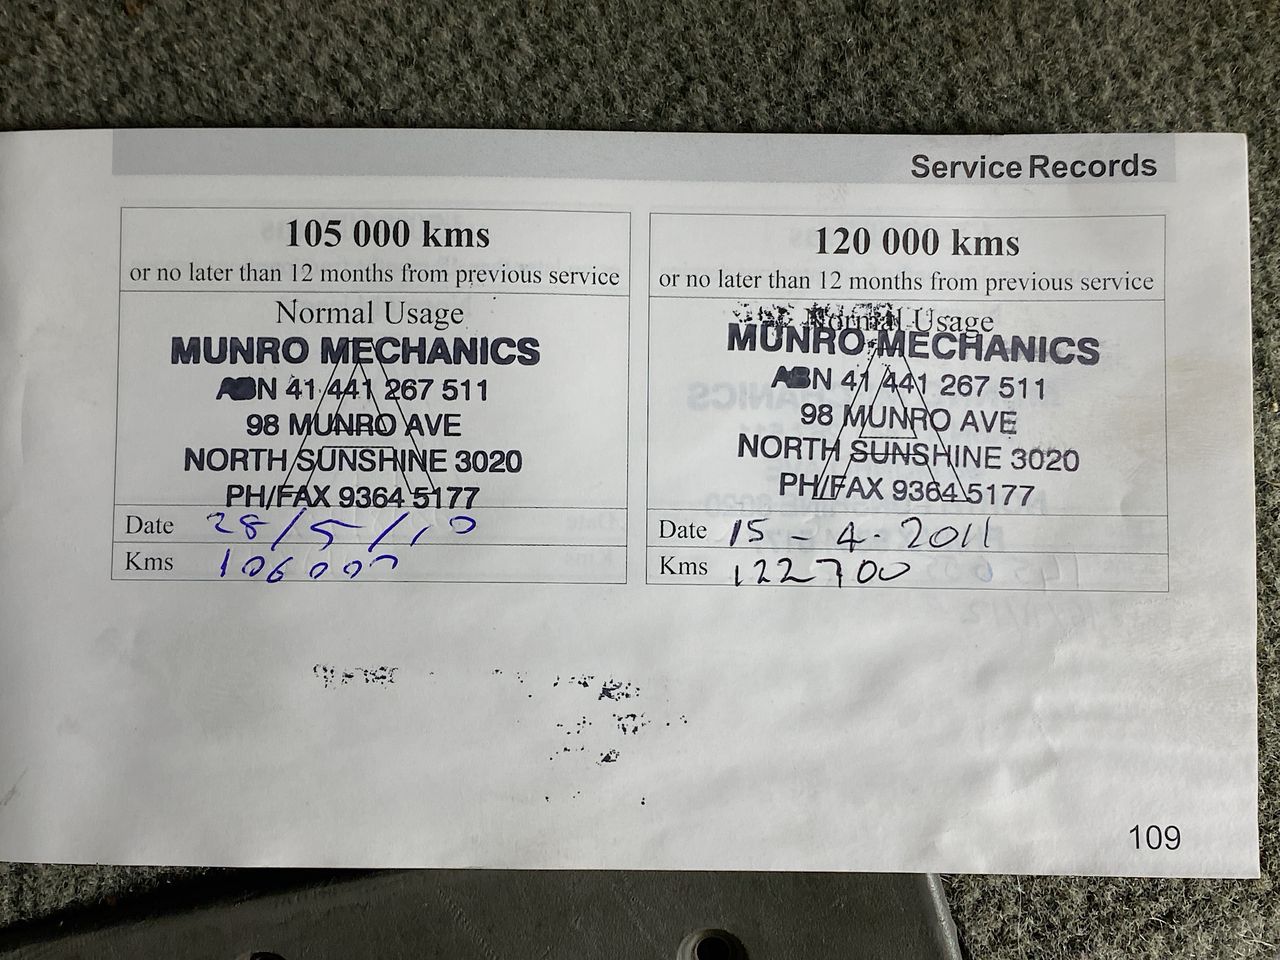 Service Records
105 000 kms
or no later than 12 months from previous service
Normal Usage
MUNRO MECHANICS
ABN 41 441 267 511
98 MUNRO AVE
NORTH SUNSHINE 3020
PH/FAX 9364 5177
Date 28/5/10
Kms 106000
120 000 kms
or no later than 12 months from previous service
Normal Usage
MUNRO MECHANICS
ABN 41 441 267 511
98 MUNRO AVE
NORTH SUNSHINE 3020
PH/FAX 9364 5177
Date 15-4-2011
Kms 122700
109